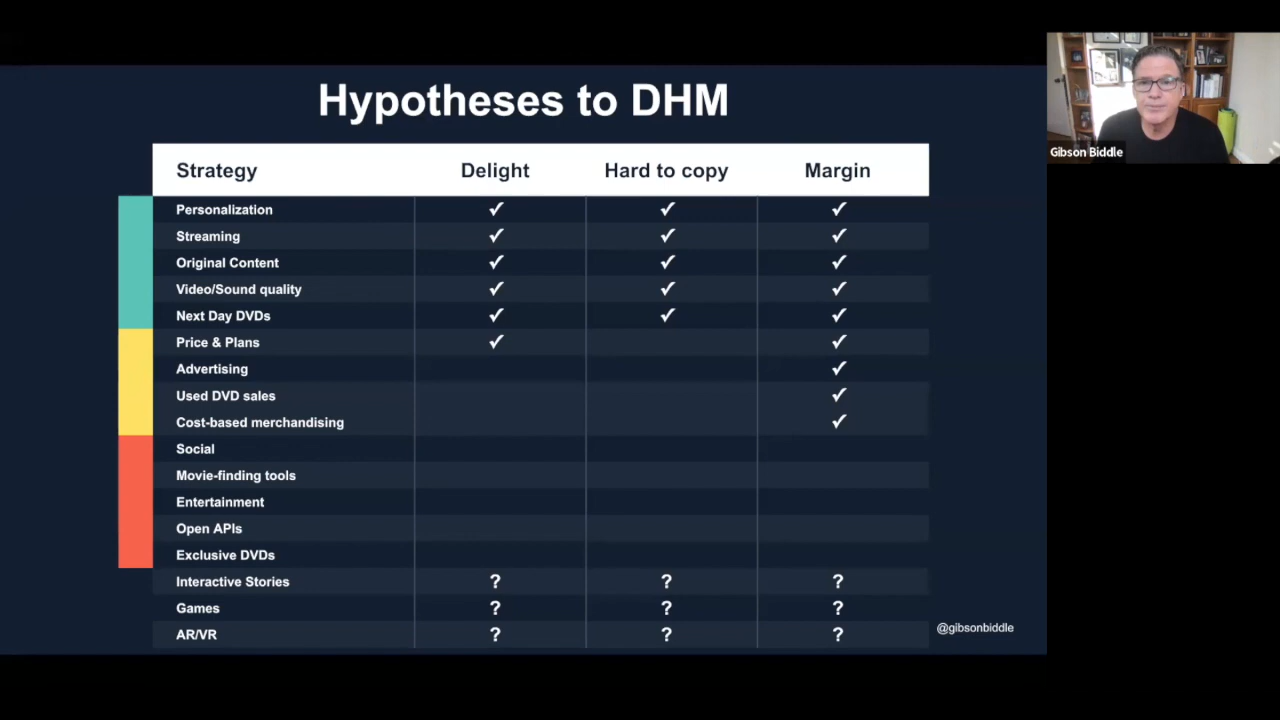 Hypotheses to DHM
Strategy Delight Hard to copy Margin
Personalization ✓ ✓ ✓
Streaming ✓ ✓ ✓
Original Content ✓ ✓ ✓
Video/Sound quality ✓ ✓ ✓
Next Day DVDs ✓ ✓ ✓
Price & Plans ✓ ✓
Advertising ✓
Used DVD sales ✓
Cost-based merchandising ✓
Social
Movie-finding tools
Entertainment
Open APIs
Exclusive DVDs
Interactive Stories ? ? ?
Games ? ? ?
AR/VR ? ? ?
@gibsonbiddle
Gibson Biddle